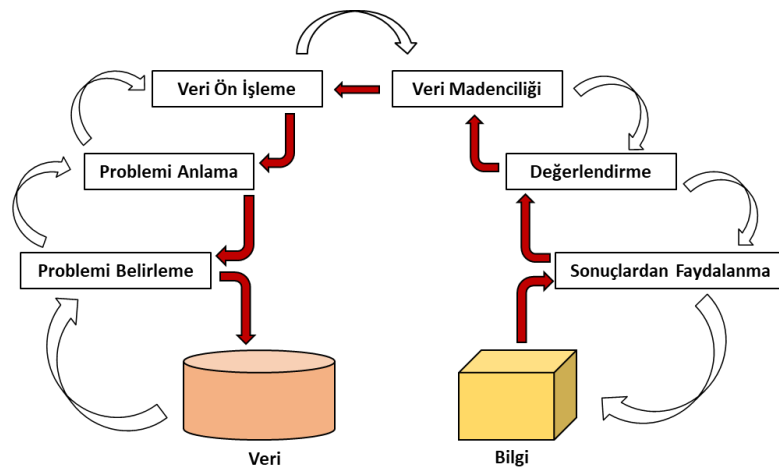 Veri Ön İşleme
Veri Madenciliği
Problemi Anlama
Değerlendirme
Problemi Belirleme
Sonuçlardan Faydalanma
Veri
Bilgi